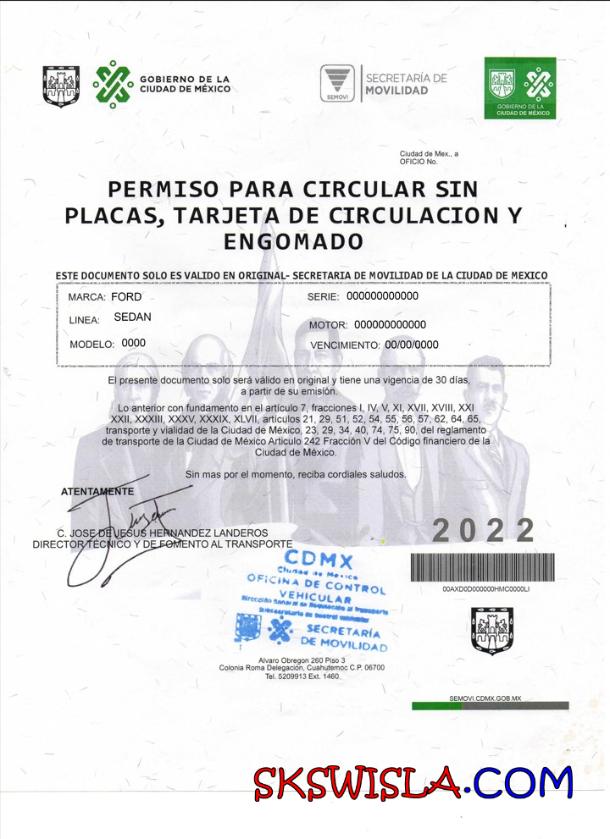 GOBIERNO DE LA
CIUDAD DE MÉXICO
SEMOVI
SECRETARÍA DE
MOVILIDAD
GOBIERNO DE LA
CIUDAD DE MÉXICO
Ciudad de Mex., a
OFICIO No.
PERMISO PARA CIRCULAR SIN
PLACAS, TARJETA DE CIRCULACION Y
ENGOMADO
ESTE DOCUMENTO SOLO ES VALIDO EN ORIGINAL- SECRETARIA DE MOVILIDAD DE LA CIUDAD DE MEXICO
MARCA: FORD
SERIE: 000000000000
LINEA: SEDAN
MOTOR: 000000000000
MODELO: 0000
VENCIMIENTO: 00/00/0000
El presente documento solo será válido en original y tiene una vigencia de 30 días,
a partir de su emisión.
Lo anterior con fundamento en el artículo 7, fracciones I, IV, V, XI, XVII, XVIII, XXI
XXII, XXXIII, XXXV, XXXIX, XLVII, artículos 21, 29, 51, 52, 54, 55, 56, 57, 62, 64, 65,
transporte y vialidad de la Ciudad de México, 23, 29, 34, 40, 74, 75, 90, del reglamento
de transporte de la Ciudad de México Articulo 242 Fracción V del Código financiero de la
Ciudad de México.
Sin mas por el momento, reciba cordiales saludos.
ATENTAMENTE
C. JOSE DE JESUS HERNANDEZ LANDEROS
DIRECTOR TÉCNICO Y DE FOMENTO AL TRANSPORTE
2022
00AXD0D000000HMC0000LI
CDMX
Ciudad de México
OFICINA DE CONTROL
VEHICULAR
Dirección General de Regulación al Transporte
SECRETARÍA
DE MOVILIDAD
Alvaro Obregon 260 Piso 3
Colonia Roma Delegación, Cuahutemoc C.P. 06700
Tel. 5209913 Ext. 1460.
SEMOVI.CDMX.GOB.MX
SKSWISLA.COM